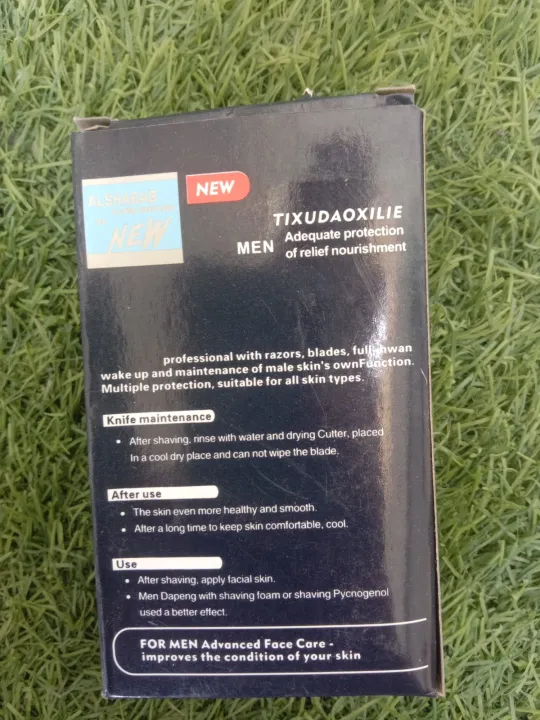 ALSHABAB
NEW
NEW
TIXUDAOXILIE
MEN
Adequate protection
of relief nourishment
professional with razors, blades, full-hwan
wake up and maintenance of male skin's ownFunction.
Multiple protection, suitable for all skin types.
Knife maintenance
• After shaving, rinse with water and drying Cutter, placed
In a cool dry place and can not wipe the blade.
After use
• The skin even more healthy and smooth.
• After a long time to keep skin comfortable, cool.
Use
• After shaving, apply facial skin.
• Men Dapeng with shaving foam or shaving Pycnogenol
used a better effect.
FOR MEN Advanced Face Care -
improves the condition of your skin